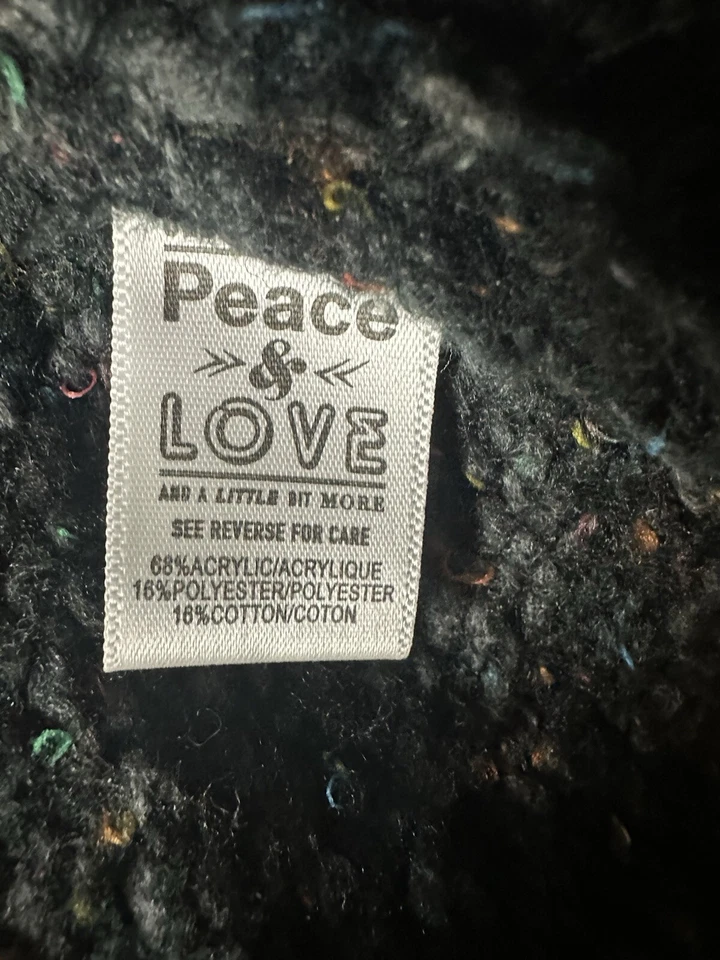 Peace
&
LOVE
AND A LITTLE BIT MORE
SEE REVERSE FOR CARE
68%ACRYLIC/ACRYLIQUE
16%POLYESTER/POLYESTER
16%COTTON/COTON